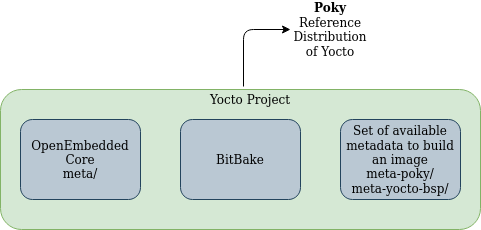 Poky
Reference
Distribution
of Yocto
Yocto Project
OpenEmbedded
Core
meta/
BitBake
Set of available
metadata to build
an image
meta-poky/
meta-yocto-bsp/